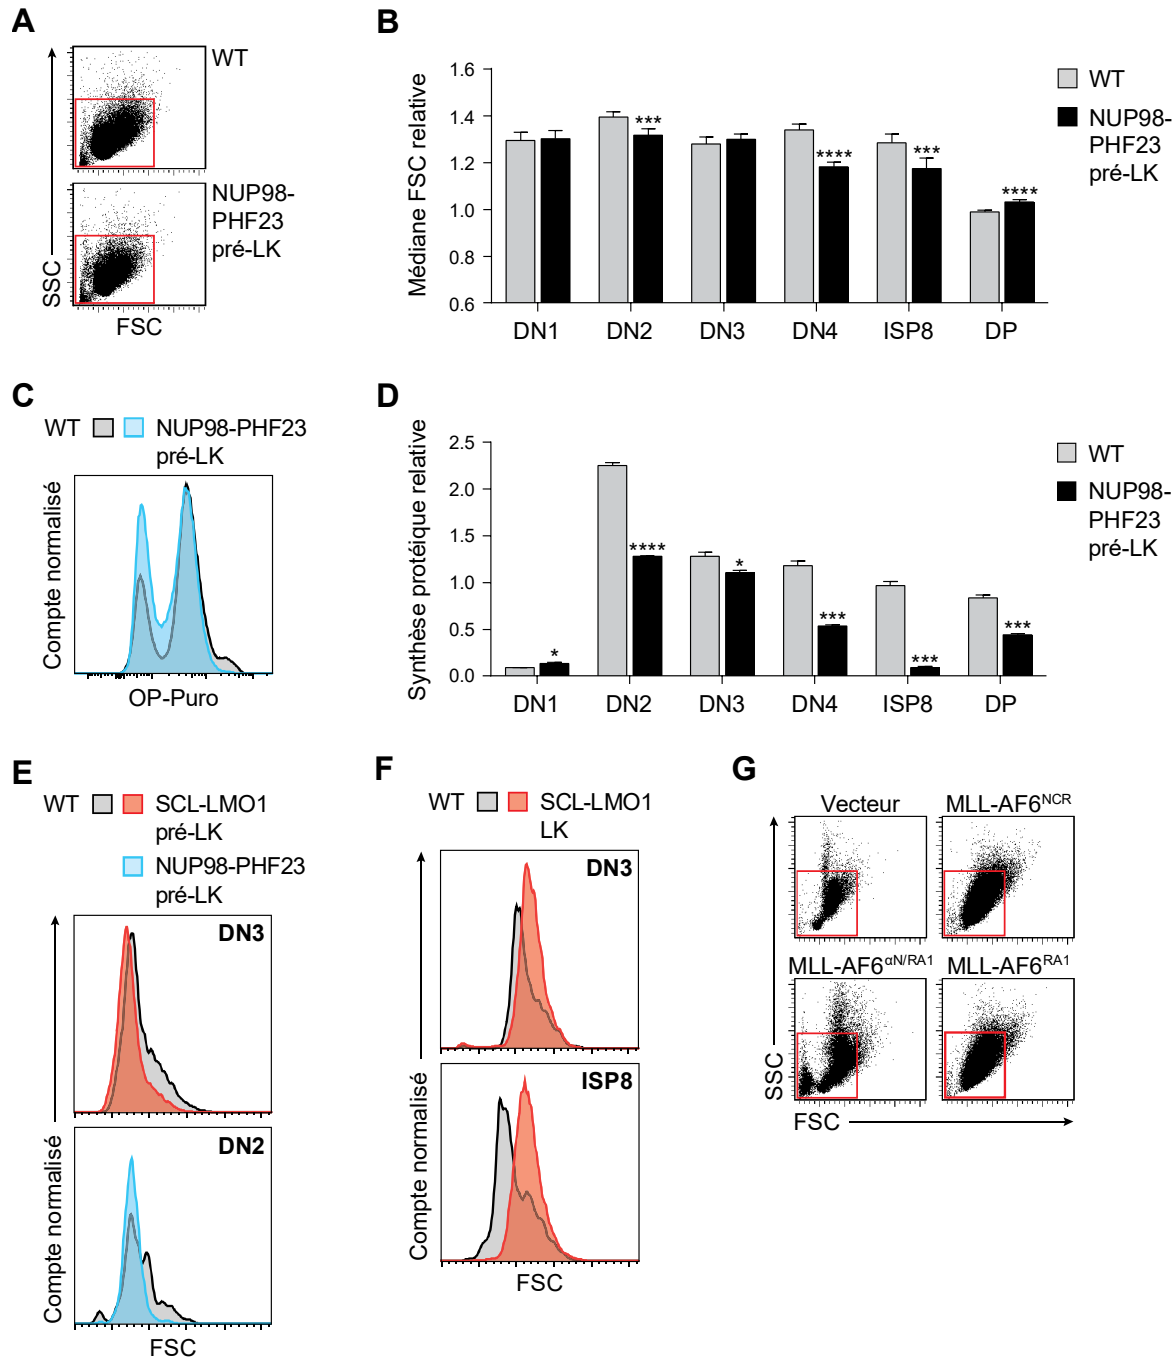 A
WT
NUP98-
PHF23
pré-LK
SSC
FSC
B
Médiane FSC relative
1.6
1.4
1.2
1.0
0.8
0.6
***
****
***
****
DN1
DN2
DN3
DN4
ISP8
DP
WT
NUP98-
PHF23
pré-LK
C
WT
NUP98-PHF23
pré-LK
Compte normalisé
OP-Puro
D
Synthèse protéique relative
2.5
2.0
1.5
1.0
0.5
0.0
*
****
*
***
***
***
DN1
DN2
DN3
DN4
ISP8
DP
WT
NUP98-
PHF23
pré-LK
E
WT
SCL-LMO1
pré-LK
NUP98-PHF23
pré-LK
DN3
DN2
Compte normalisé
FSC
F
WT
SCL-LMO1
LK
DN3
ISP8
Compte normalisé
FSC
G
Vecteur
MLL-AF6NCR
MLL-AF6αN/RA1
MLL-AF6RA1
SSC
FSC